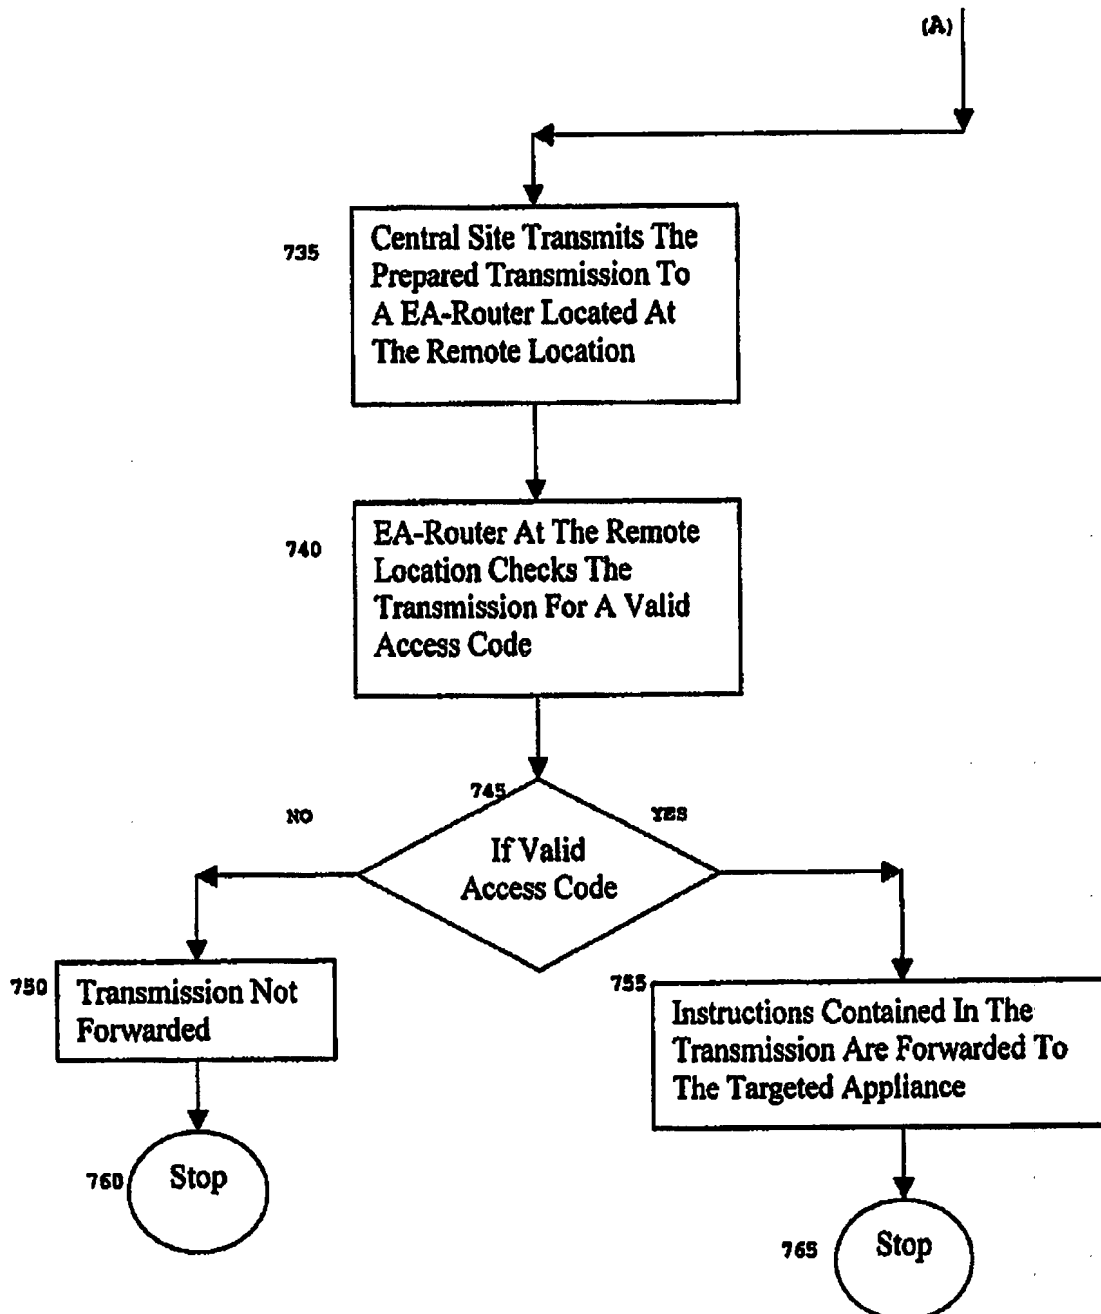 (A)
735
Central Site Transmits The
Prepared Transmission To
A EA-Router Located At
The Remote Location
740
EA-Router At The Remote
Location Checks The
Transmission For A Valid
Access Code
745
NO
YES
If Valid
Access Code
750
Transmission Not
Forwarded
755
Instructions Contained In The
Transmission Are Forwarded To
The Targeted Appliance
760
Stop
765
Stop